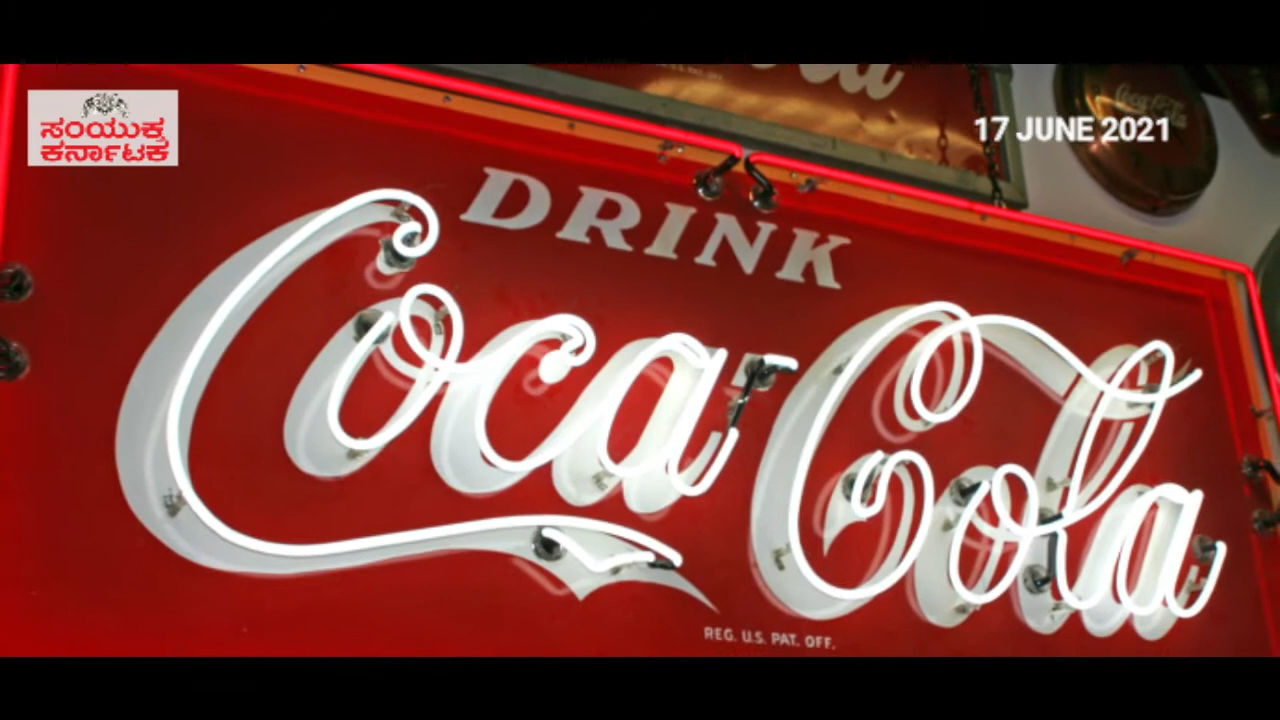 ಸಂಯುಕ್ತ
ಕರ್ನಾಟಕ
17 JUNE 2021
DRINK
Coca-Cola
REG. U.S. PAT. OFF.